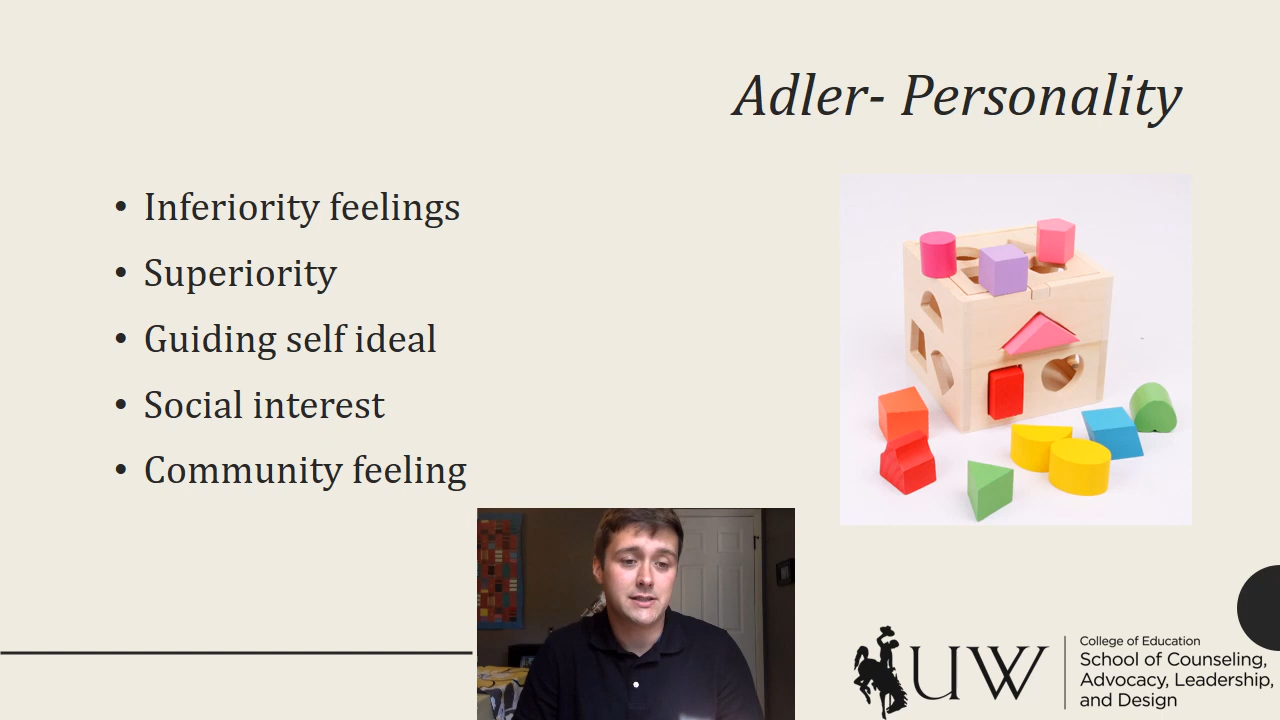 Adler- Personality
• Inferiority feelings
• Superiority
• Guiding self ideal
• Social interest
• Community feeling
UW
College of Education
School of Counseling,
Advocacy, Leadership,
and Design